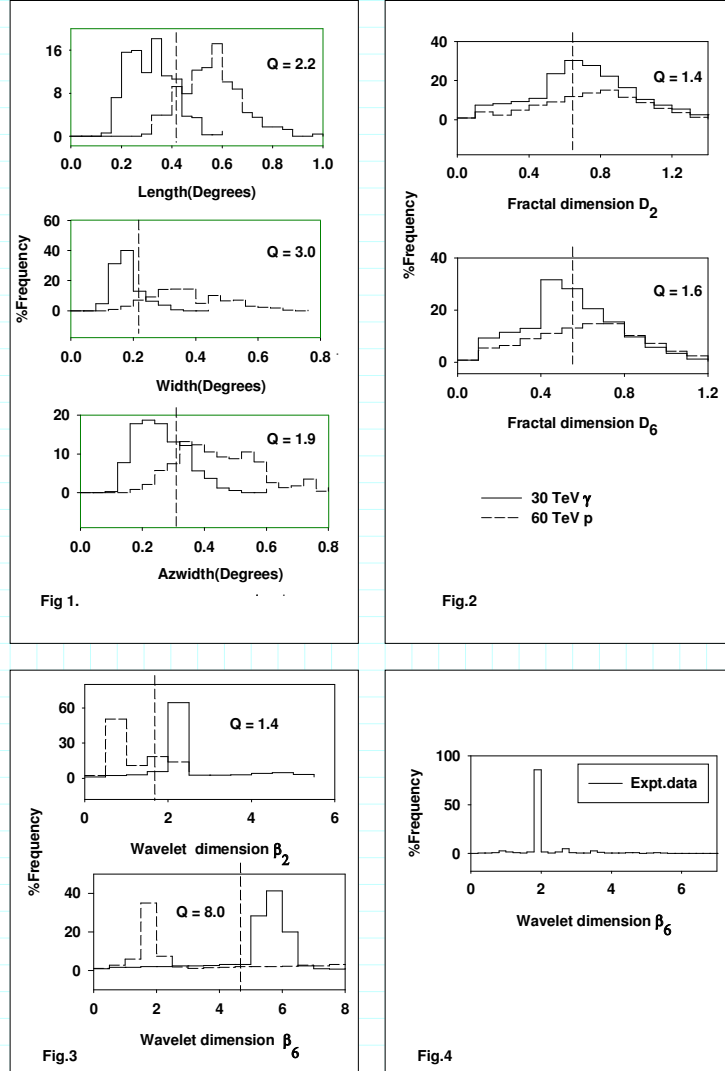 16
8
0
Q = 2.2
0.0 0.2 0.4 0.6 0.8 1.0
Length(Degrees)
%Frequency
60
40
20
0
Q = 3.0
0.0 0.2 0.4 0.6 0.8
Width(Degrees)
20
10
0
Q = 1.9
0.0 0.2 0.4 0.6 0.8
Azwidth(Degrees)
Fig 1.
40
20
0
Q = 1.4
0.0 0.4 0.8 1.2
Fractal dimension D2
%Frequency
40
20
0
Q = 1.6
0.0 0.4 0.8 1.2
Fractal dimension D6
30 TeV γ
60 TeV p
Fig.2
60
30
0
Q = 1.4
0 2 4 6
Wavelet dimension β2
%Frequency
40
20
0
Q = 8.0
0 2 4 6 8
Wavelet dimension β6
Fig.3
100
50
0
%Frequency
Expt.data
0 2 4 6
Wavelet dimension β6
Fig.4